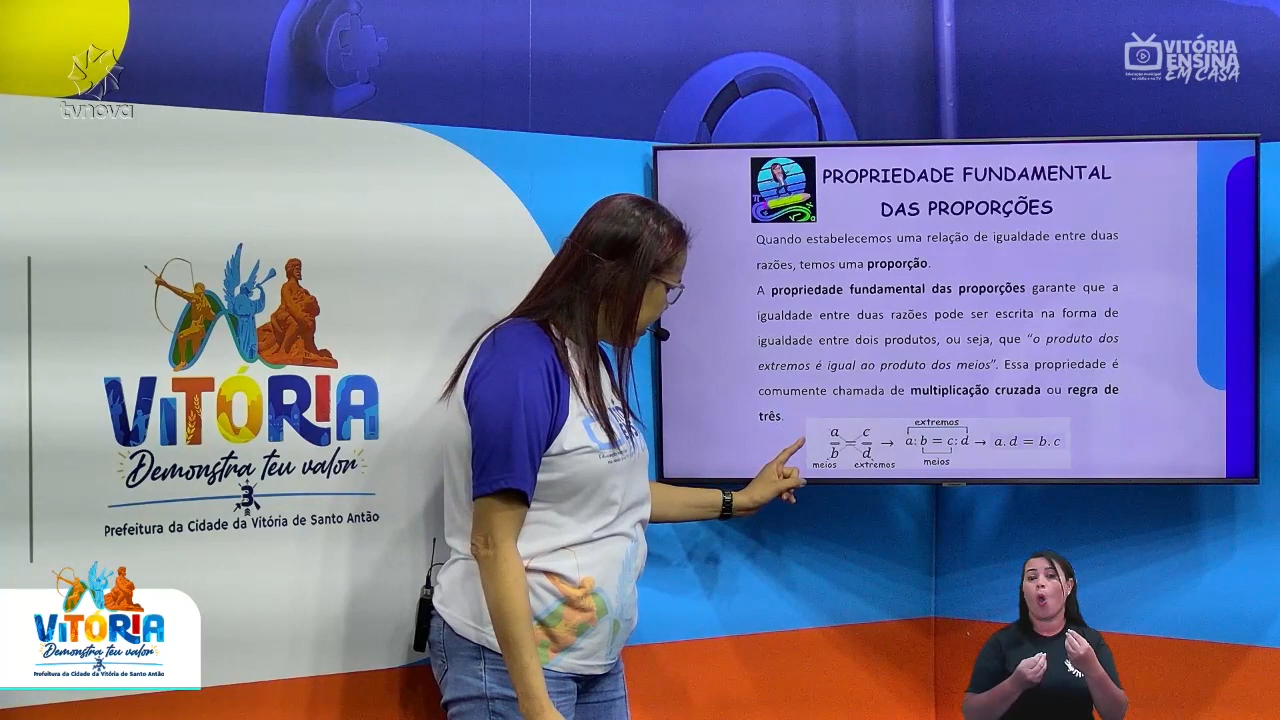 tvnova
VITÓRIA
ENSINA
EM CASA
PROPRIEDADE FUNDAMENTAL
DAS PROPORÇÕES
Quando estabelecemos uma relação de igualdade entre duas
razões, temos uma proporção.
A propriedade fundamental das proporções garante que a
igualdade entre duas razões pode ser escrita na forma de
igualdade entre dois produtos, ou seja, que "o produto dos
extremos é igual ao produto dos meios". Essa propriedade é
comumente chamada de multiplicação cruzada ou regra de
três.
extremos
a/b = c/d → a: b = c: d → a. d = b. c
meios extremos meios
VITÓRIA
Demonstra teu valor
3
Prefeitura da Cidade da Vitória de Santo Antão
VITÓRIA
Demonstra teu valor
3
Prefeitura da Cidade da Vitória de Santo Antão